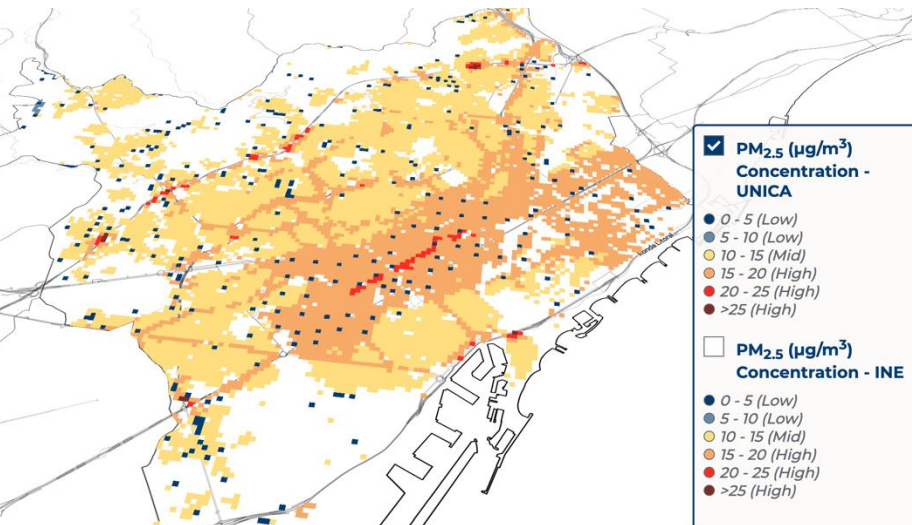 Ronda Litoral
PM2.5 (µg/m³)
Concentration -
UNICA
0 - 5 (Low)
5 - 10 (Low)
10 - 15 (Mid)
15 - 20 (High)
20 - 25 (High)
>25 (High)
PM2.5 (µg/m³)
Concentration - INE
0 - 5 (Low)
5 - 10 (Low)
10 - 15 (Mid)
15 - 20 (High)
20 - 25 (High)
>25 (High)